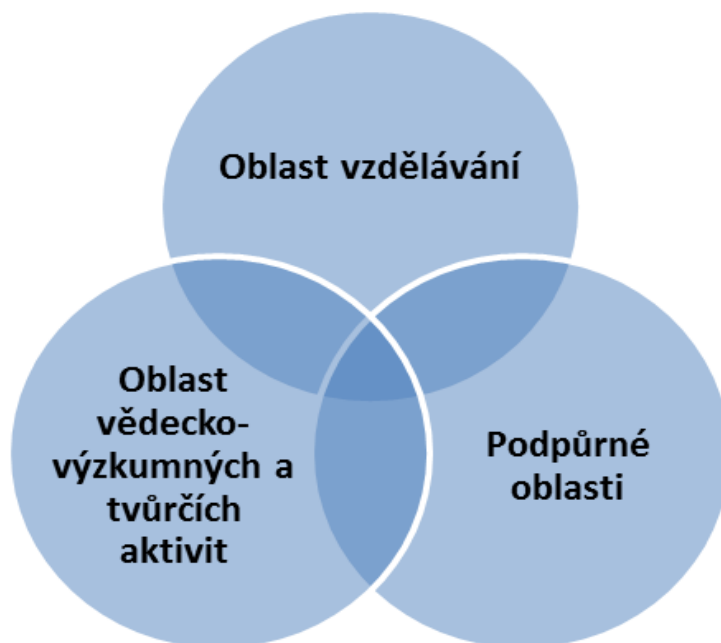 Oblast vzdělávání
Oblast
vědecko-
výzkumných a
tvůrčích
aktivit
Podpůrné
oblasti